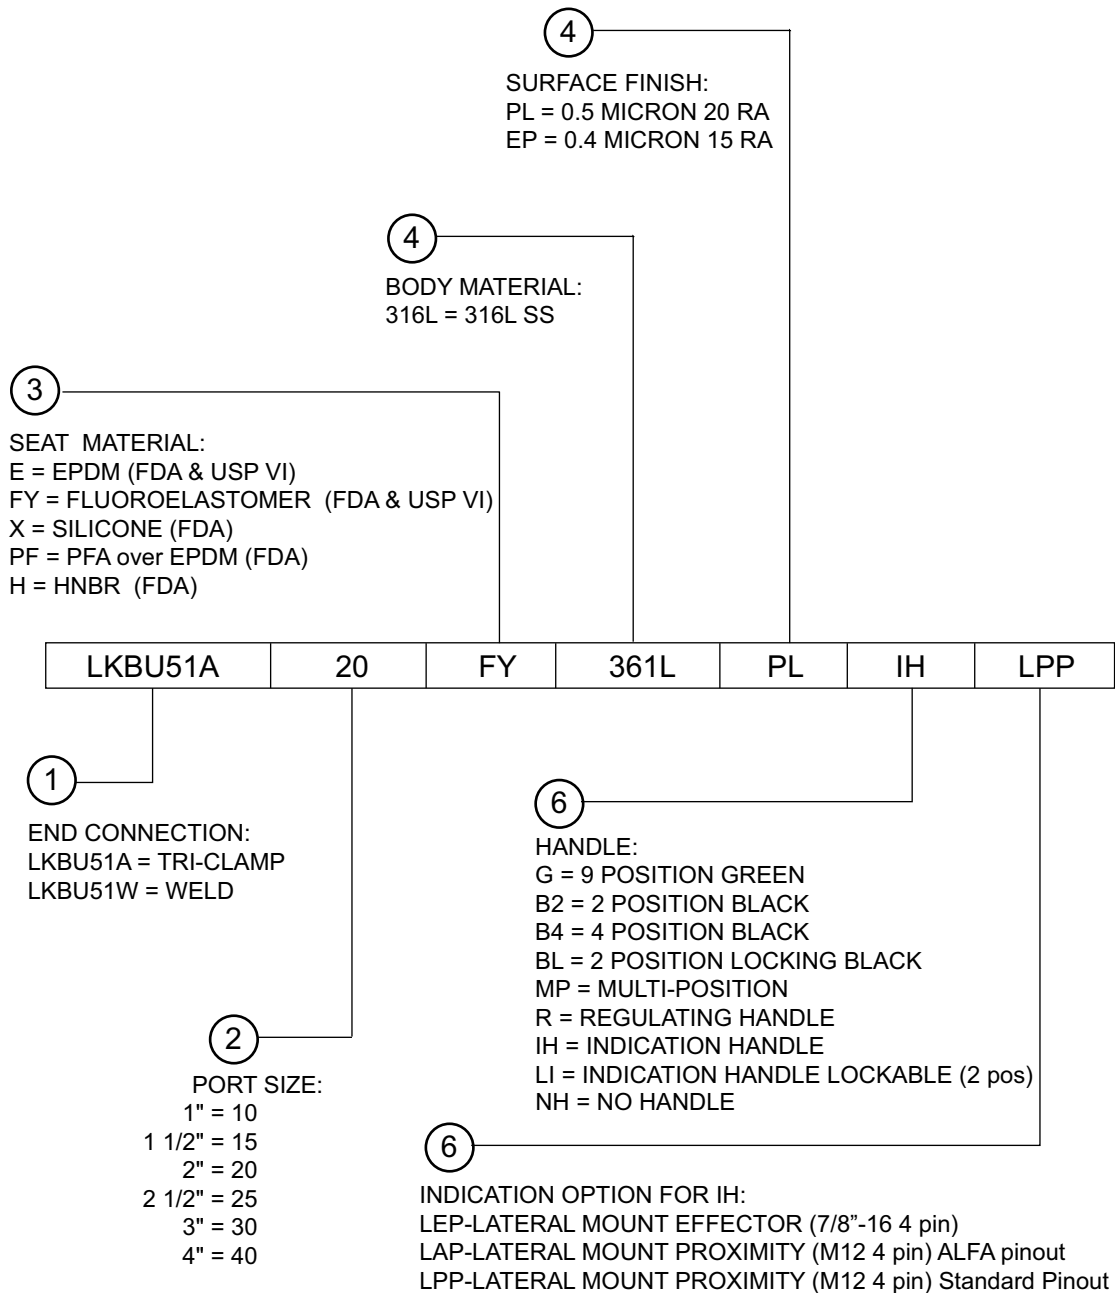 4
SURFACE FINISH:
PL = 0.5 MICRON 20 RA
EP = 0.4 MICRON 15 RA
4
BODY MATERIAL:
316L = 316L SS
3
SEAT MATERIAL:
E = EPDM (FDA & USP VI)
FY = FLUOROELASTOMER (FDA & USP VI)
X = SILICONE (FDA)
PF = PFA over EPDM (FDA)
H = HNBR (FDA)
LKBU51A 20 FY 361L PL IH LPP
1
END CONNECTION:
LKBU51A = TRI-CLAMP
LKBU51W = WELD
6
HANDLE:
G = 9 POSITION GREEN
B2 = 2 POSITION BLACK
B4 = 4 POSITION BLACK
BL = 2 POSITION LOCKING BLACK
MP = MULTI-POSITION
R = REGULATING HANDLE
IH = INDICATION HANDLE
LI = INDICATION HANDLE LOCKABLE (2 pos)
NH = NO HANDLE
2
PORT SIZE:
1" = 10
1 1/2" = 15
2" = 20
2 1/2" = 25
3" = 30
4" = 40
6
INDICATION OPTION FOR IH:
LEP-LATERAL MOUNT EFFECTOR (7/8”-16 4 pin)
LAP-LATERAL MOUNT PROXIMITY (M12 4 pin) ALFA pinout
LPP-LATERAL MOUNT PROXIMITY (M12 4 pin) Standard Pinout